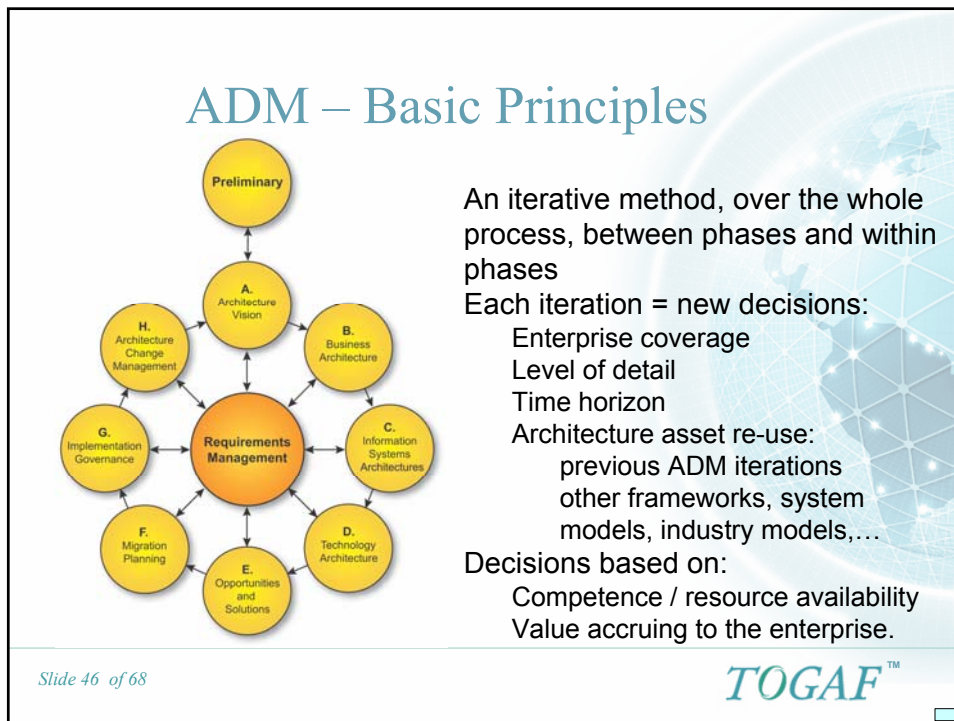 ADM – Basic Principles
Preliminary
A.
Architecture
Vision
B.
Business
Architecture
C.
Information
Systems
Architectures
D.
Technology
Architecture
E.
Opportunities
and
Solutions
F.
Migration
Planning
G.
Implementation
Governance
H.
Architecture
Change
Management
Requirements
Management
An iterative method, over the whole
process, between phases and within
phases
Each iteration = new decisions:
Enterprise coverage
Level of detail
Time horizon
Architecture asset re-use:
previous ADM iterations
other frameworks, system
models, industry models,…
Decisions based on:
Competence / resource availability
Value accruing to the enterprise.
Slide 46 of 68
TOGAF™